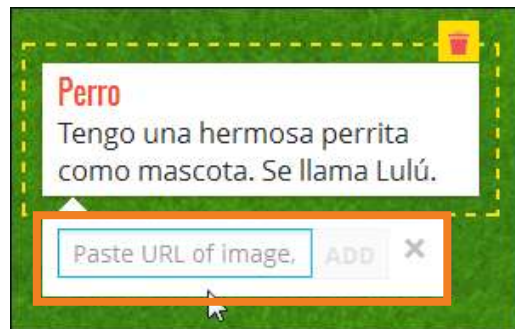 Perro
Tengo una hermosa perrita
como mascota. Se llama Lulú.
Paste URL of image, ADD ×